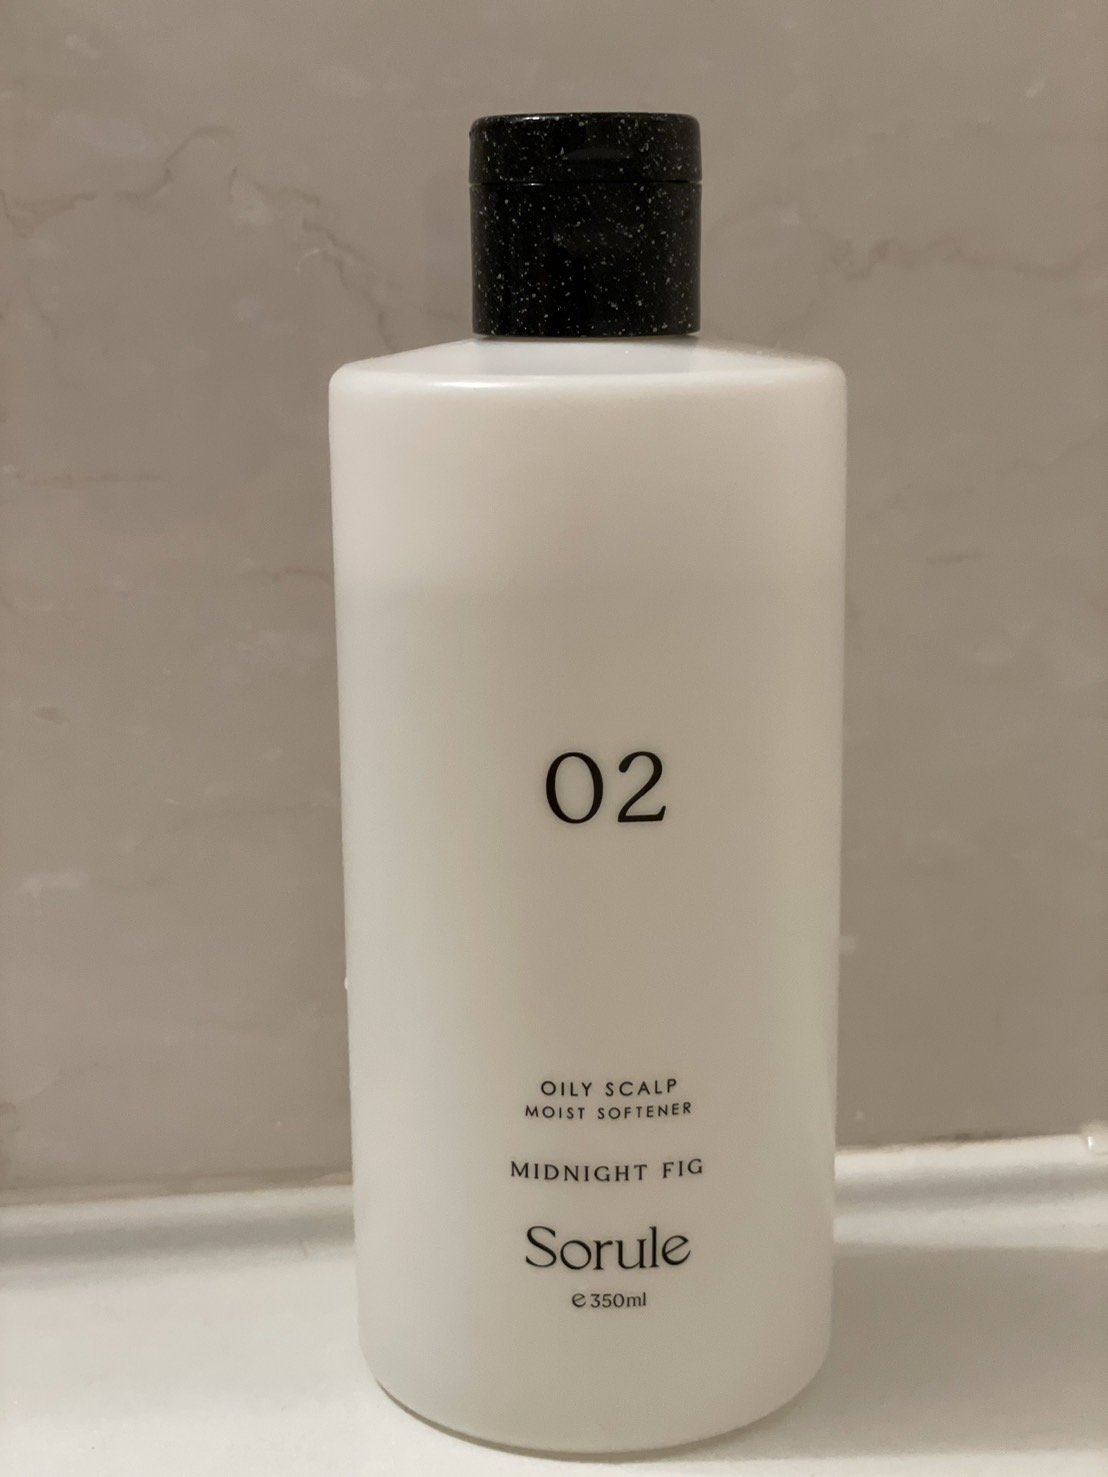 02
OILY SCALP
MOIST SOFTENER
MIDNIGHT FIG
Sorule
℮350ml